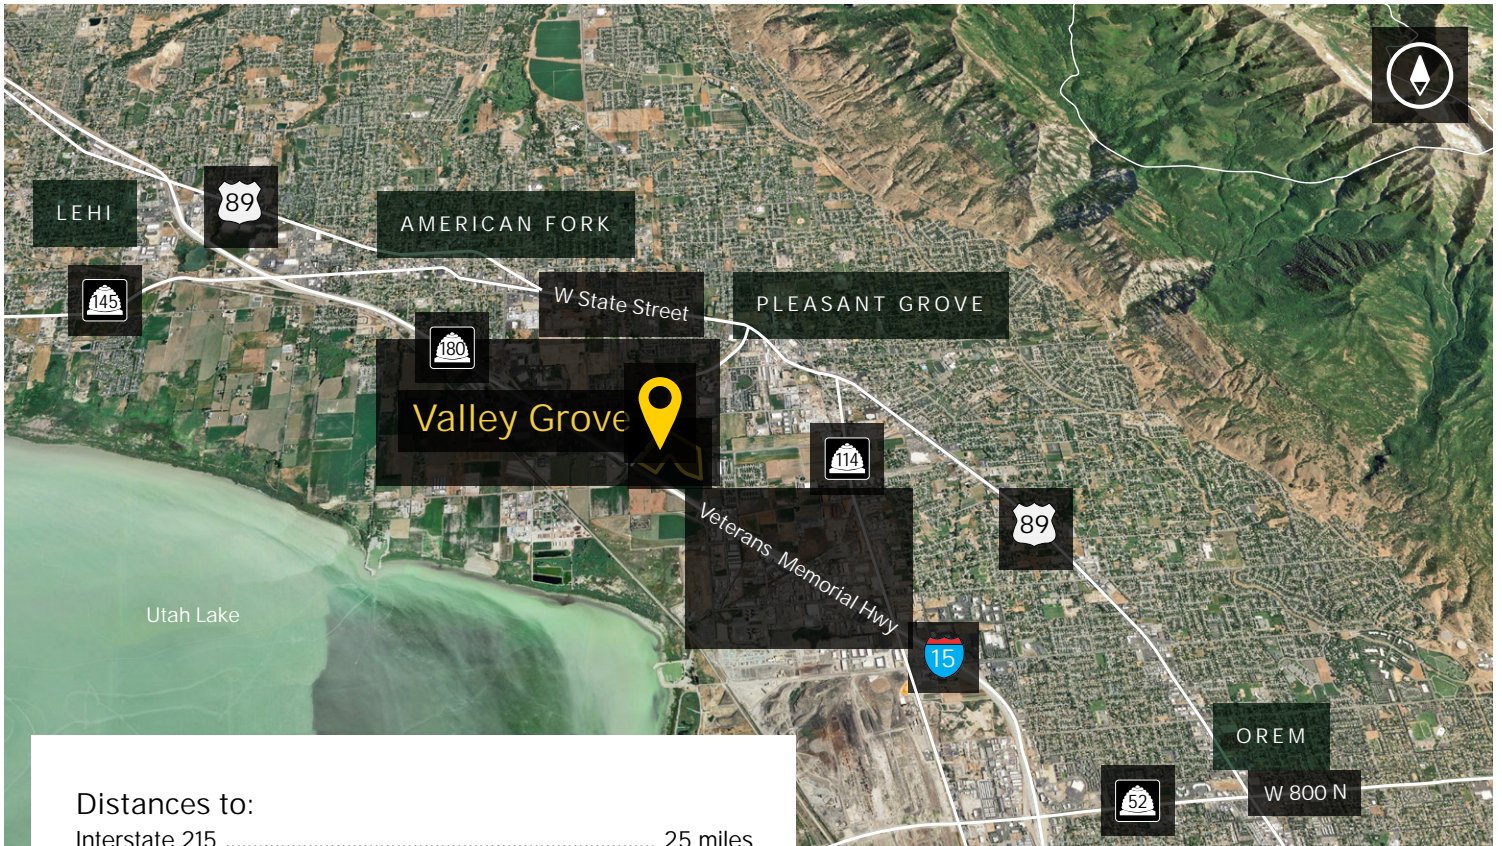 LEHI
89
AMERICAN FORK
145
W State Street
PLEASANT GROVE
180
Valley Grove
114
89
Veterans Memorial Hwy
Utah Lake
15
OREM
52
W 800 N
Distances to:
Interstate 215 25 miles